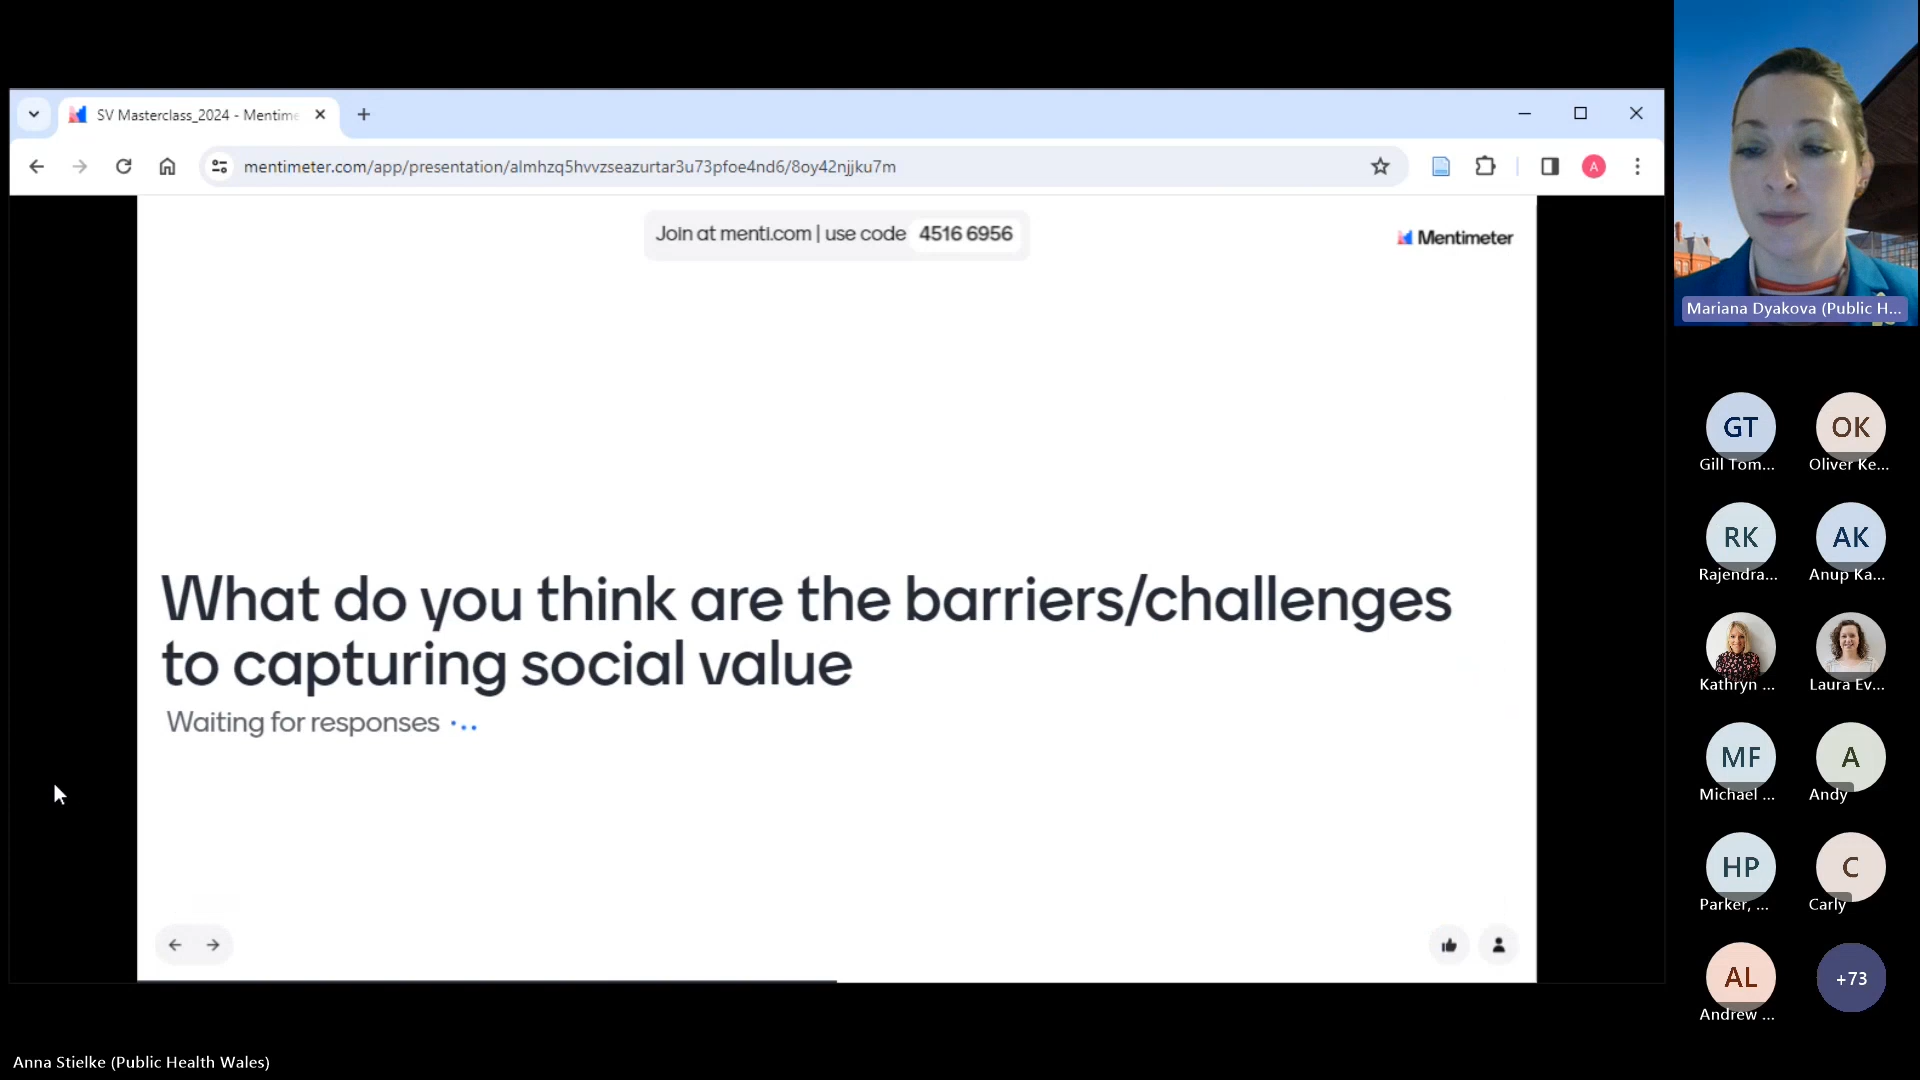 SV Masterclass_2024 - Mentime
mentimeter.com/app/presentation/almhzq5hvvzseazurtar3u73pfoe4nd6/8oy42njjku7m
A
Join at menti.com | use code 4516 6956
Mentimeter
What do you think are the barriers/challenges
to capturing social value
Waiting for responses
Mariana Dyakova (Public H...
GT
OK
Gill Tom...
Oliver Ke...
RK
AK
Rajendra...
Anup Ka...
Kathryn ...
Laura Ev...
MF
A
Michael ...
Andy
HP
C
Parker, ...
Carly
AL
+73
Andrew ...
Anna Stielke (Public Health Wales)